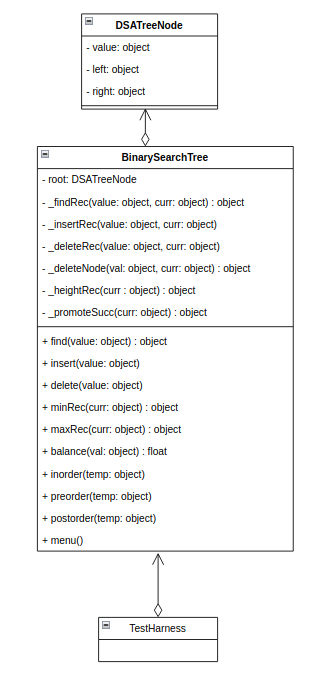 DSATreeNode
- value: object
- left: object
- right: object
BinarySearchTree
- root: DSATreeNode
- _findRec(value: object, curr: object) : object
- _insertRec(value: object, curr: object)
- _deleteRec(value: object, curr: object)
- _deleteNode(val: object, curr: object) : object
- _heightRec(curr : object) : object
- _promoteSucc(curr: object) : object
+ find(value: object) : object
+ insert(value: object)
+ delete(value: object)
+ minRec(curr: object) : object
+ maxRec(curr: object) : object
+ balance(val: object) : float
+ inorder(temp: object)
+ preorder(temp: object)
+ postorder(temp: object)
+ menu()
TestHarness